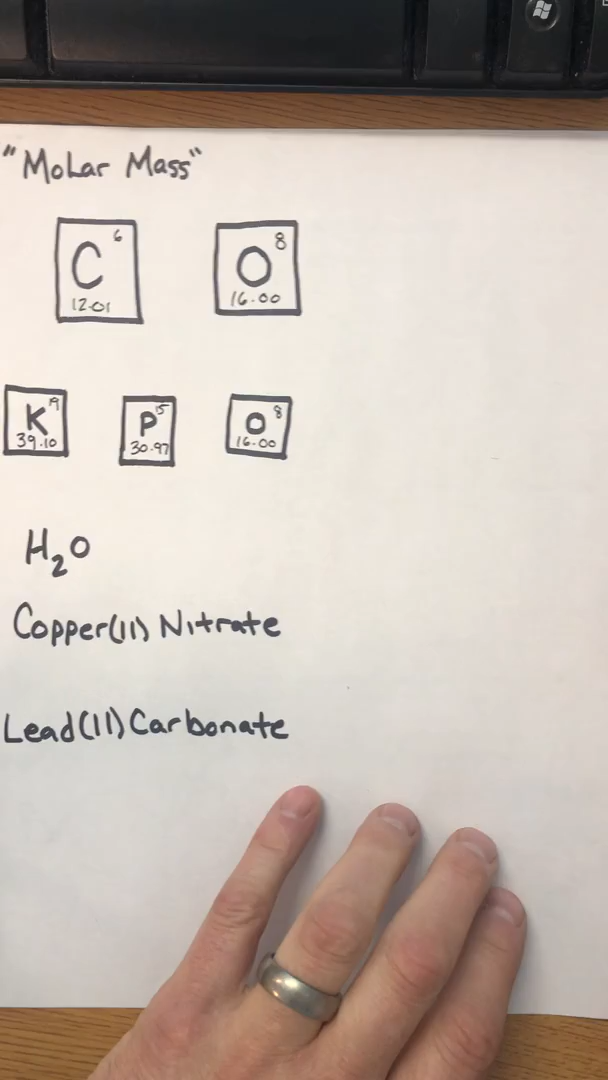 "Molar Mass"
C 6 12.01
O 8 16.00
K 19 39.10
P 15 30.97
O 8 16.00
H₂O
Copper(II) Nitrate
Lead(II) Carbonate